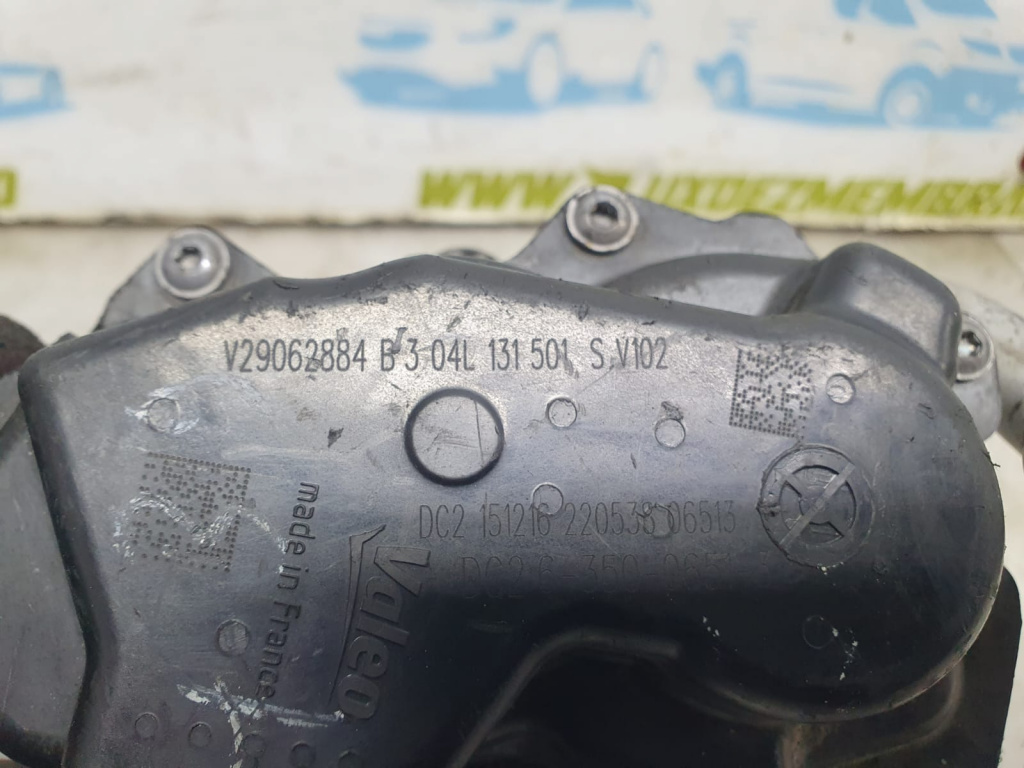 V29062884 B 3 04L 131 501 S V102
DC2 151216 220538 06513
made in France
Valeo